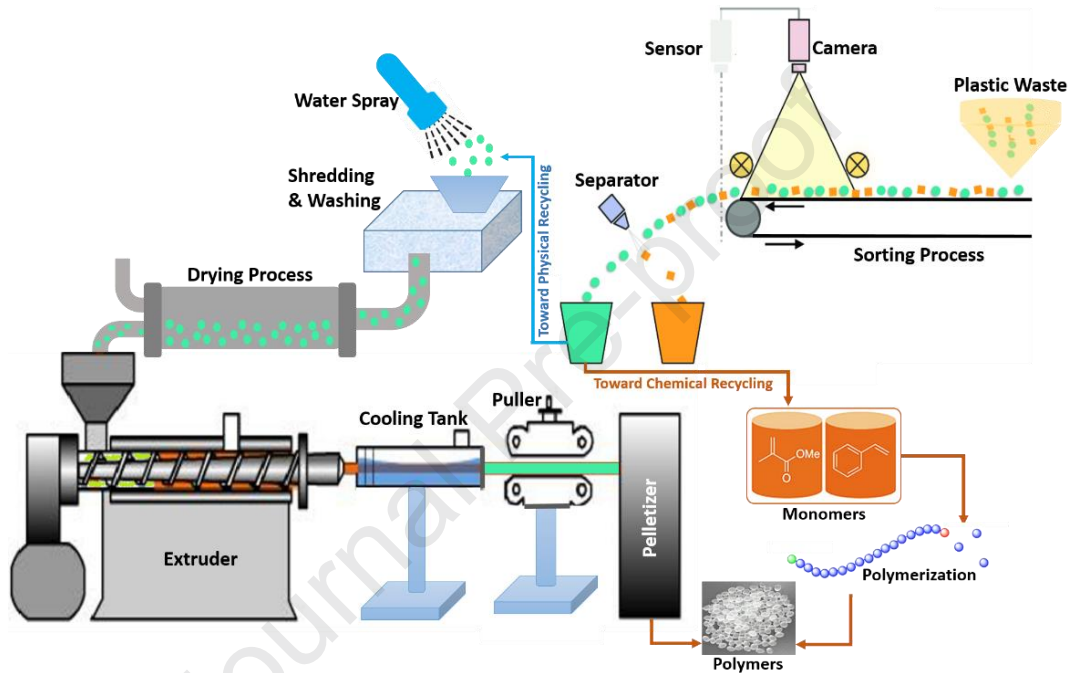 Sensor
Camera
Plastic Waste
Water Spray
Shredding
& Washing
Separator
Sorting Process
Drying Process
Toward Physical Recycling
Toward Chemical Recycling
Puller
Cooling Tank
OMe
O
Monomers
Extruder
Pelletizer
Polymerization
Polymers
Journal Pre-proof